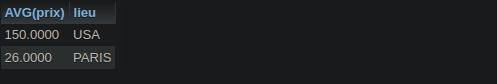 AVG(prix) lieu
150.0000 USA
26.0000 PARIS